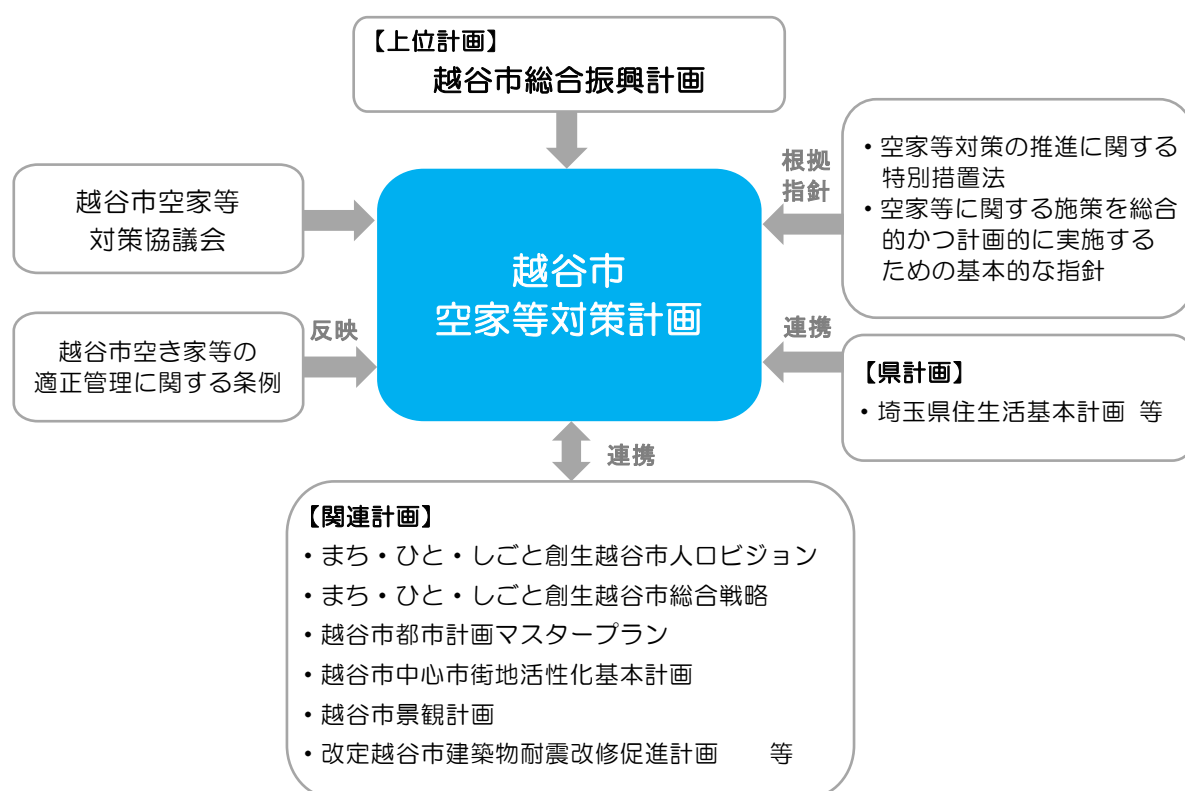 【上位計画】
越谷市総合振興計画
越谷市空家等
対策協議会
根拠
指針
・空家等対策の推進に関する
特別措置法
・空家等に関する施策を総合
的かつ計画的に実施する
ための基本的な指針
越谷市
空家等対策計画
反映
越谷市空き家等の
適正管理に関する条例
連携
【県計画】
・埼玉県住生活基本計画 等
連携
【関連計画】
・まち・ひと・しごと創生越谷市人口ビジョン
・まち・ひと・しごと創生越谷市総合戦略
・越谷市都市計画マスタープラン
・越谷市中心市街地活性化基本計画
・越谷市景観計画
・改定越谷市建築物耐震改修促進計画 等